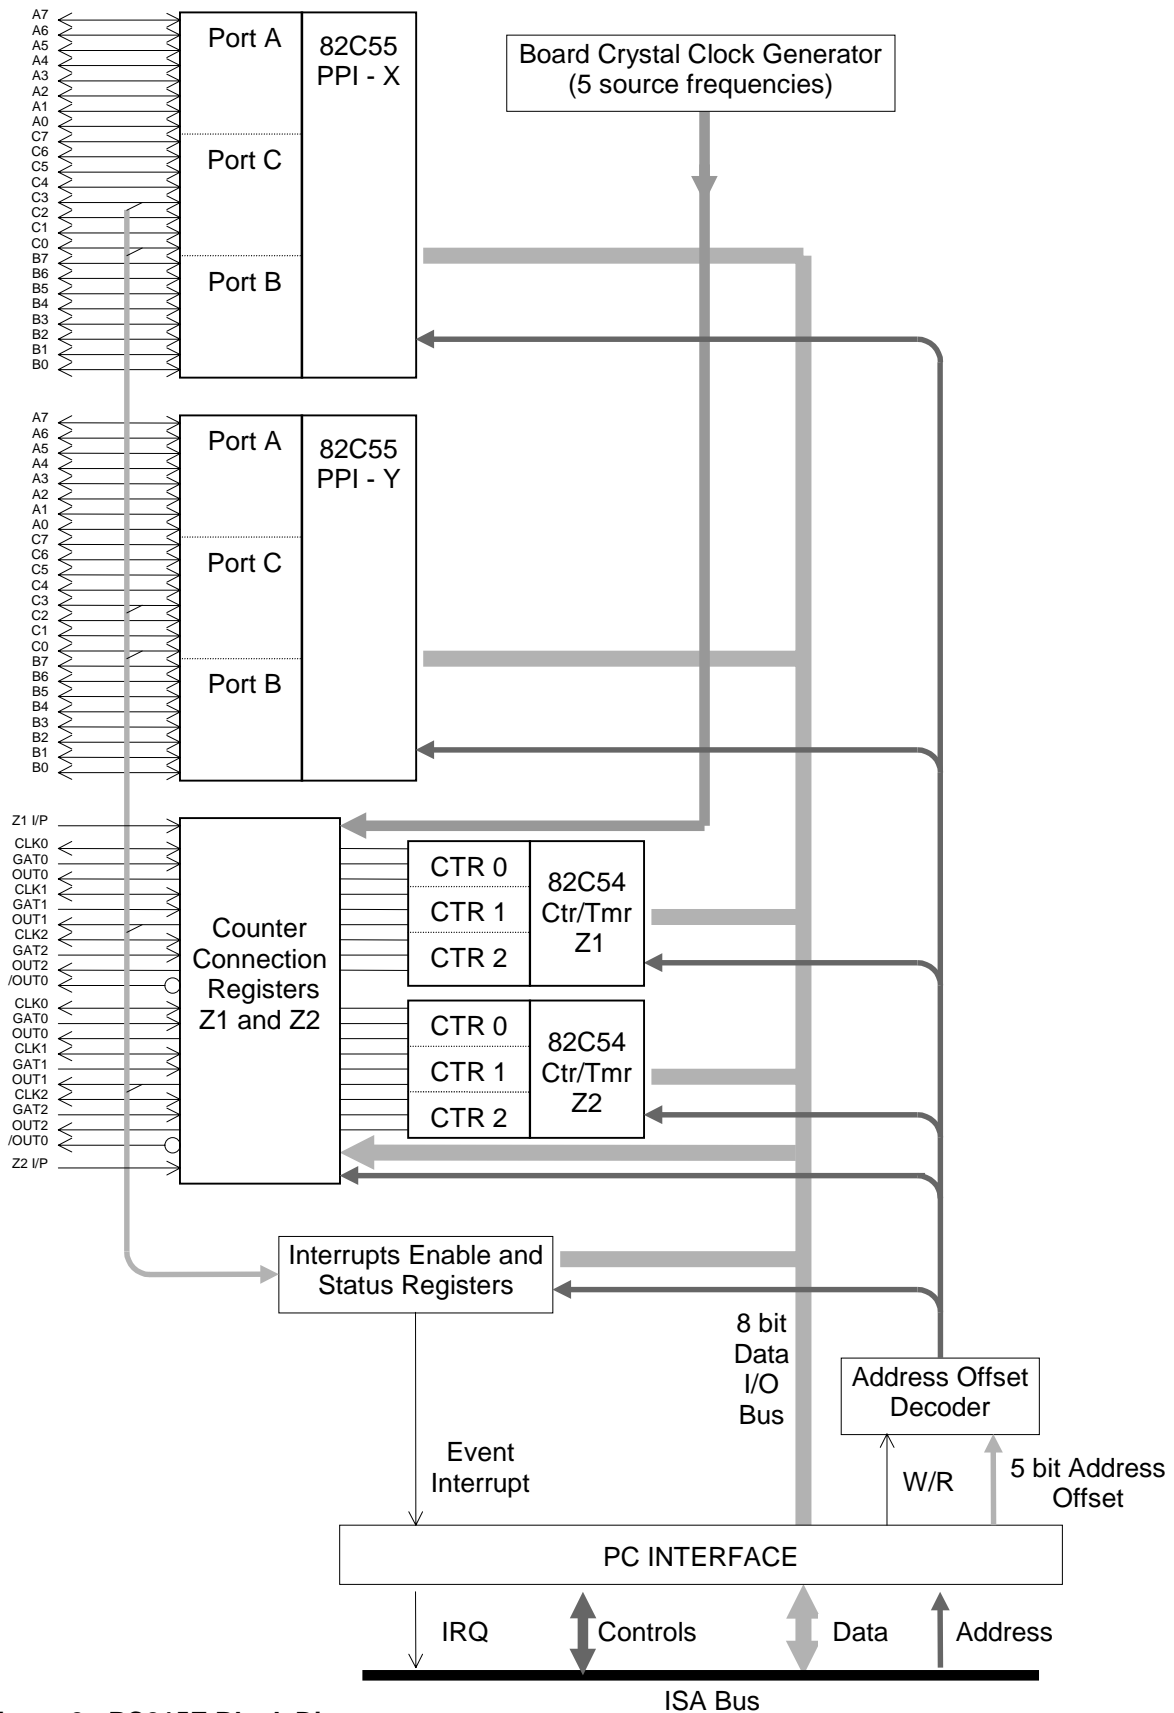 A7
A6
A5
A4
A3
A2
A1
A0
C7
C6
C5
C4
C3
C2
C1
C0
B7
B6
B5
B4
B3
B2
B1
B0
Port A
Port C
Port B
82C55
PPI - X
Board Crystal Clock Generator
(5 source frequencies)
A7
A6
A5
A4
A3
A2
A1
A0
C7
C6
C5
C4
C3
C2
C1
C0
B7
B6
B5
B4
B3
B2
B1
B0
Port A
Port C
Port B
82C55
PPI - Y
Z1 I/P
CLK0
GAT0
OUT0
CLK1
GAT1
OUT1
CLK2
GAT2
OUT2
/OUT0
CLK0
GAT0
OUT0
CLK1
GAT1
OUT1
CLK2
GAT2
OUT2
/OUT0
Z2 I/P
Counter
Connection
Registers
Z1 and Z2
CTR 0
CTR 1
CTR 2
82C54
Ctr/Tmr
Z1
CTR 0
CTR 1
CTR 2
82C54
Ctr/Tmr
Z2
Interrupts Enable and
Status Registers
8 bit
Data
I/O
Bus
Address Offset
Decoder
Event
Interrupt
W/R
5 bit Address
Offset
PC INTERFACE
IRQ
Controls
Data
Address
ISA Bus